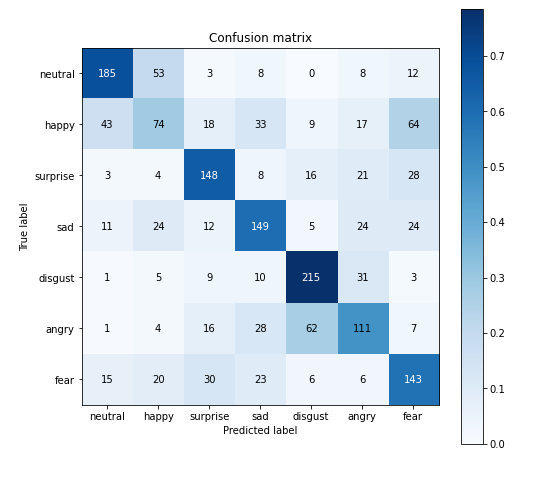 Confusion matrix
neutral 185 53 3 8 0 8 12
happy 43 74 18 33 9 17 64
surprise 3 4 148 8 16 21 28
sad 11 24 12 149 5 24 24
disgust 1 5 9 10 215 31 3
angry 1 4 16 28 62 111 7
fear 15 20 30 23 6 6 143
neutral happy surprise sad disgust angry fear
Predicted label
True label
0.7
0.6
0.5
0.4
0.3
0.2
0.1
0.0